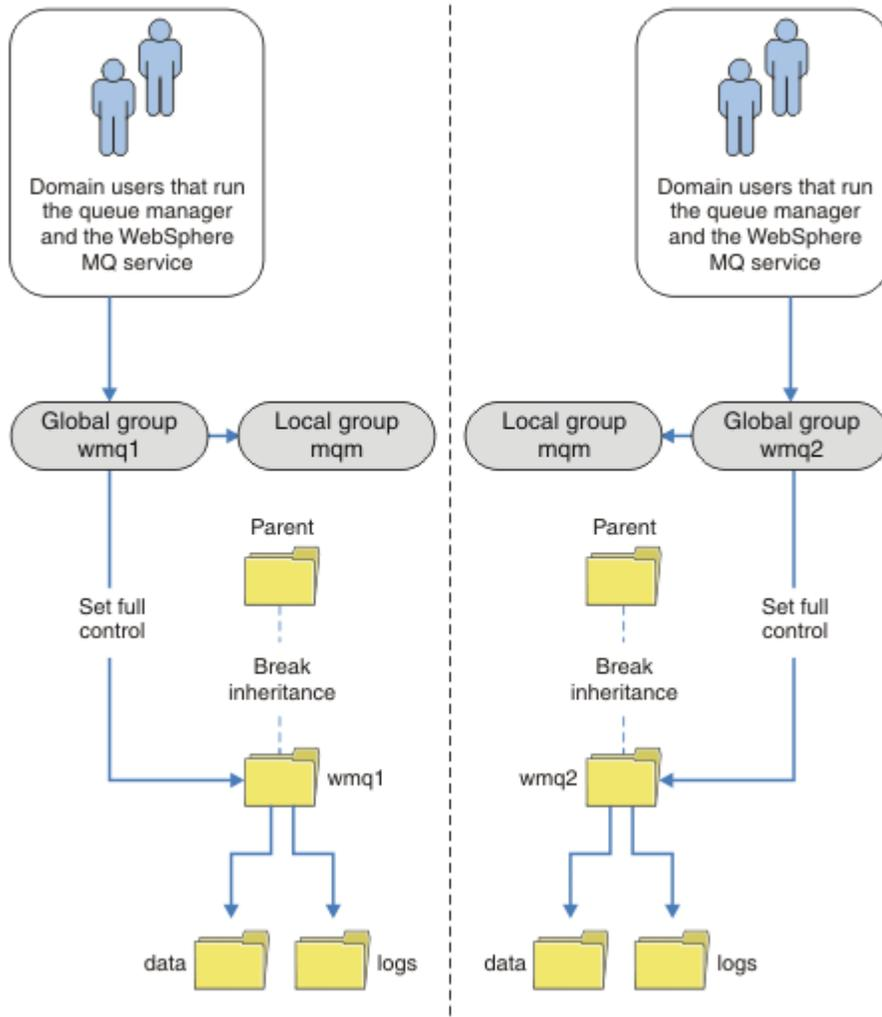 Domain users that run
the queue manager
and the WebSphere
MQ service
Domain users that run
the queue manager
and the WebSphere
MQ service
Global group
wmq1
Local group
mqm
Local group
mqm
Global group
wmq2
Parent
Parent
Set full
control
Set full
control
Break
inheritance
Break
inheritance
wmq1
wmq2
data
logs
data
logs